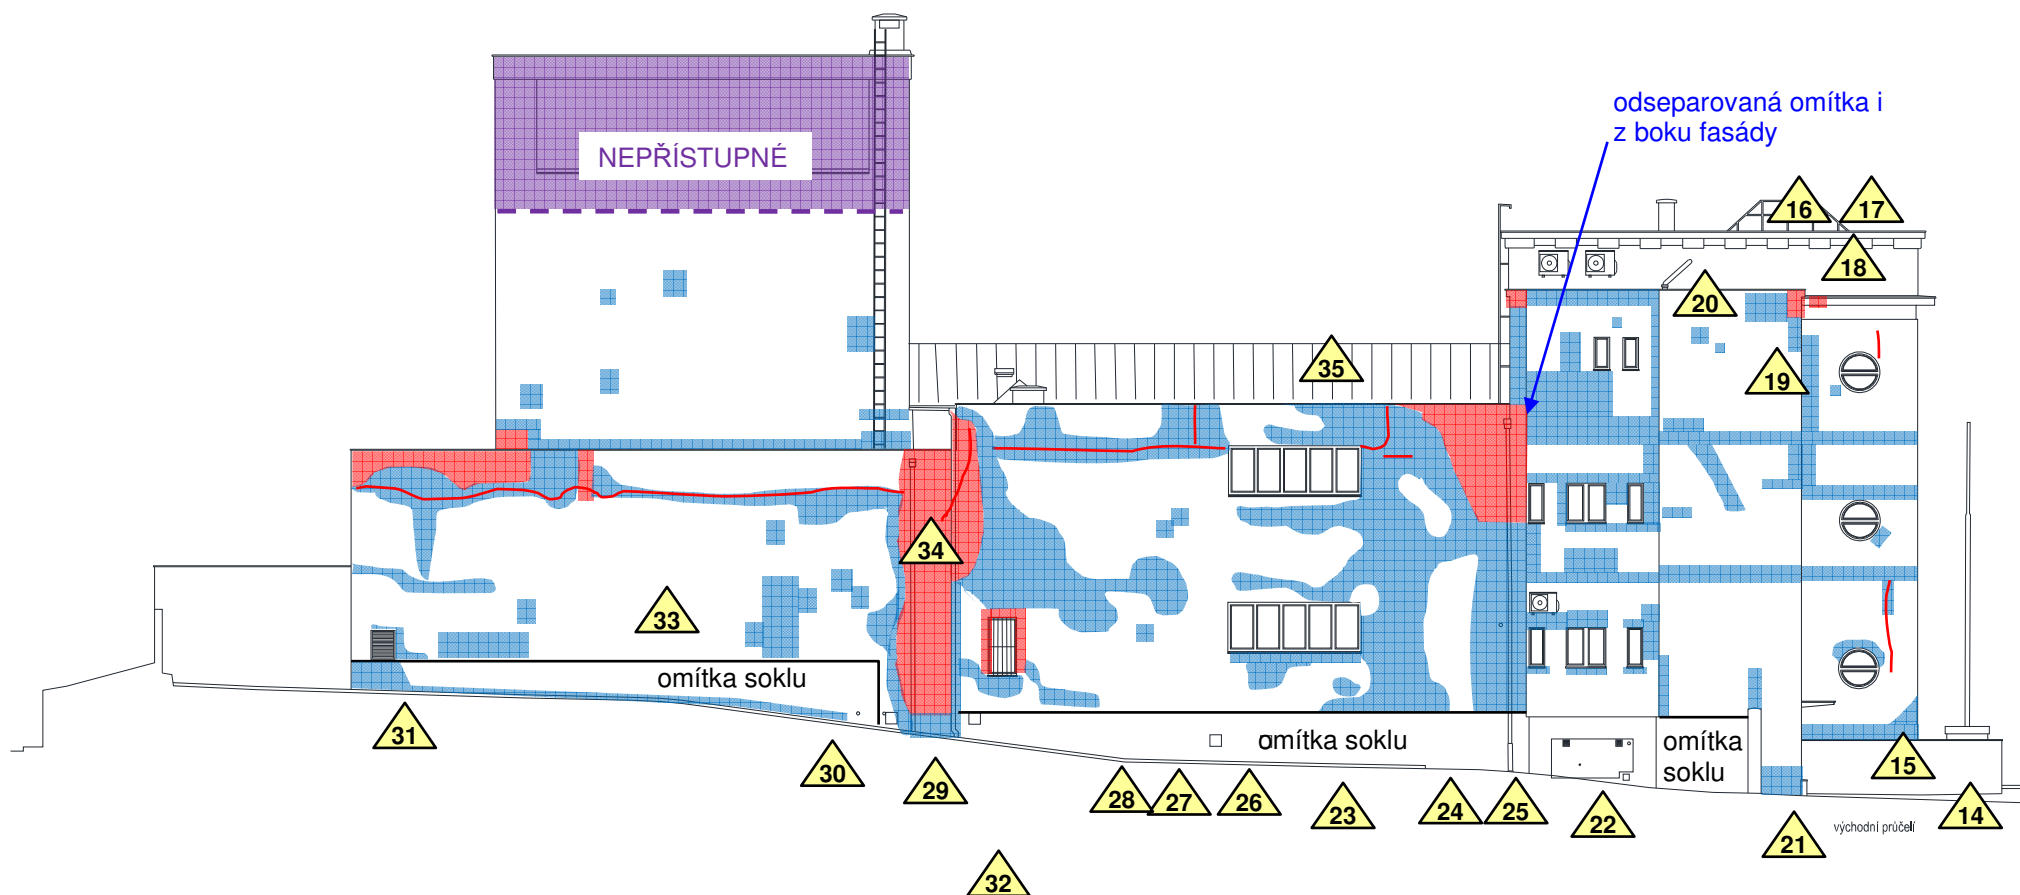 odseparovaná omítka i
z boku fasády
NEPŘÍSTUPNÉ
16
17
18
20
35
19
34
33
omítka soklu
omítka soklu
omítka
soklu
31
30
29
28
27
26
23
24
25
22
21
15
14
východní průčelí
32